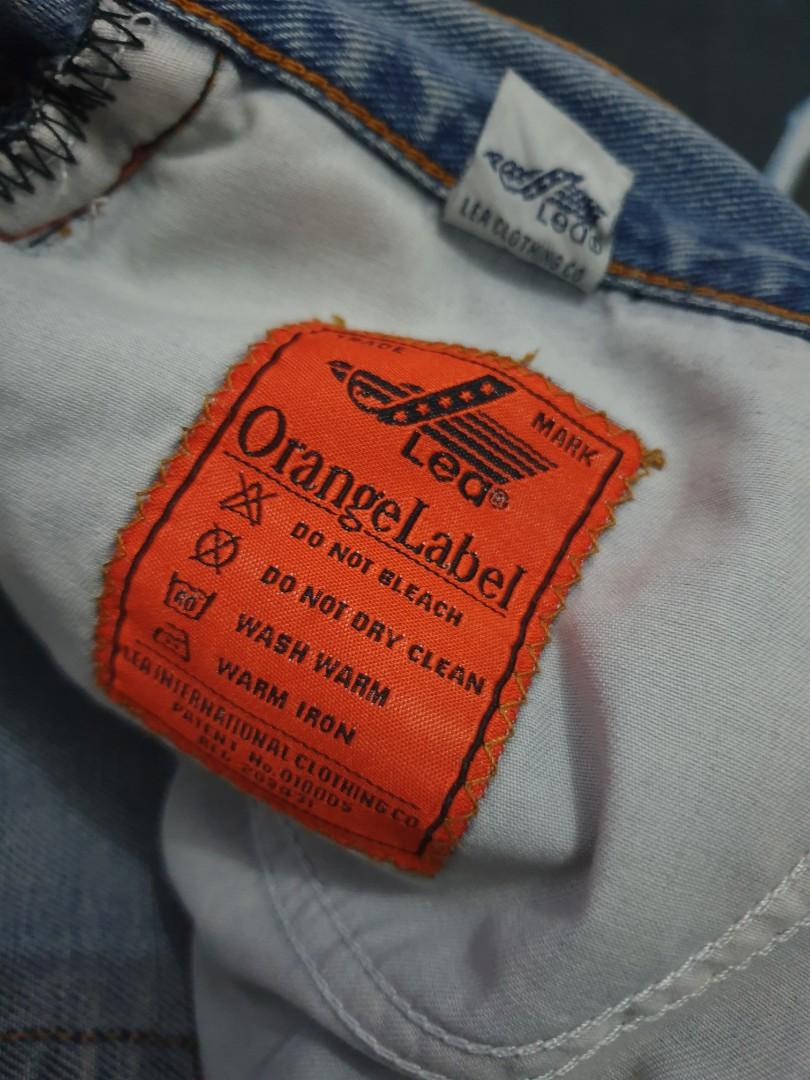 Lea®
LEA CLOTHING CO
TRADE
MARK
Lea®
OrangeLabel
DO NOT BLEACH
DO NOT DRY CLEAN
60
WASH WARM
WARM IRON
LEA INTERNATIONAL CLOTHING CO
PATENT No.010005